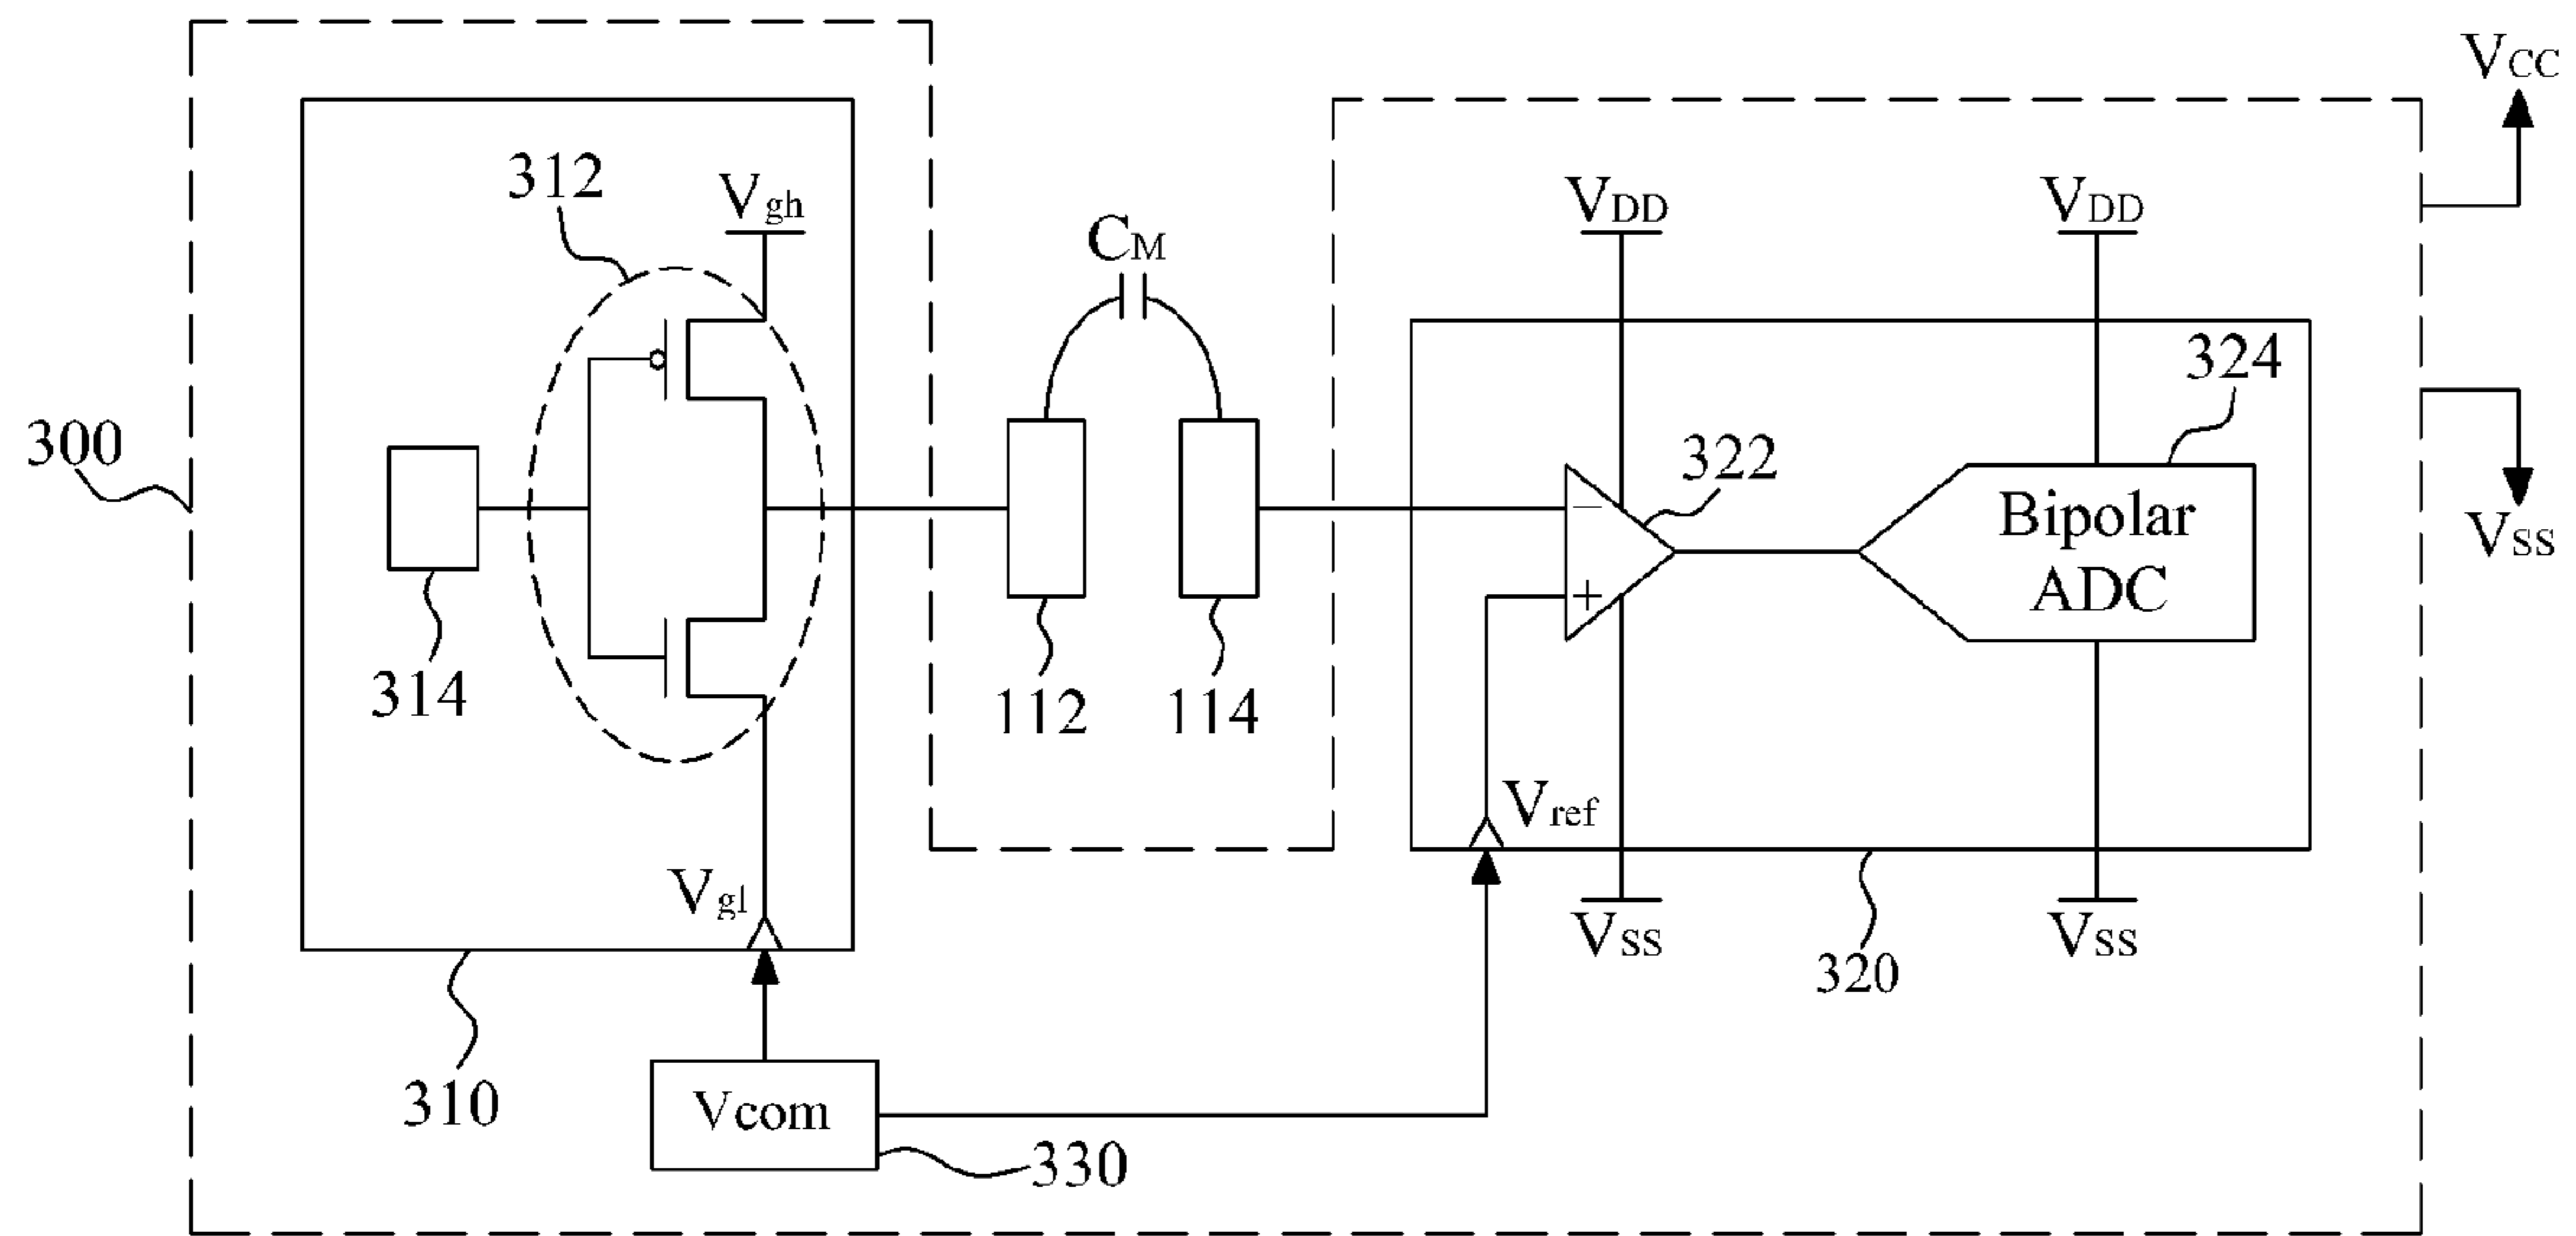 VCC
312
Vgh
VDD
VDD
CM
324
300
322
Bipolar
ADC
VSS
−
+
314
112
114
Vref
Vgl
VSS
VSS
320
310
Vcom
330